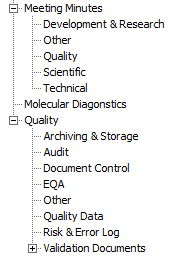 Meeting Minutes
Development & Research
Other
Quality
Scientific
Technical
Molecular Diagonstics
Quality
Archiving & Storage
Audit
Document Control
EQA
Other
Quality Data
Risk & Error Log
Validation Documents